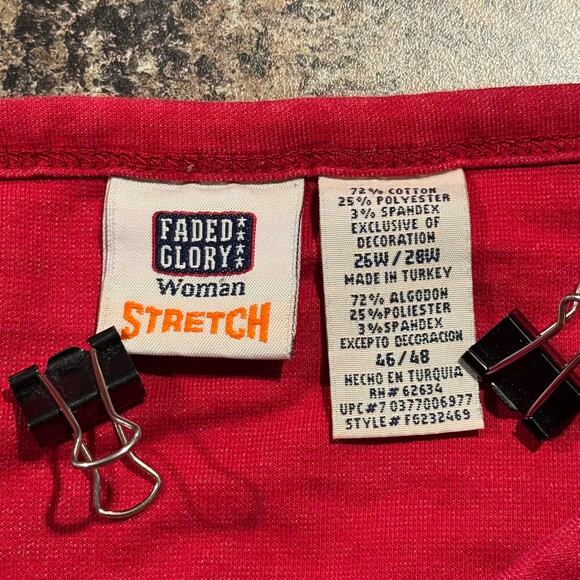 FADED
GLORY
Woman
STRETCH
72% COTTON
25% POLYESTER
3% SPANDEX
EXCLUSIVE OF
DECORATION
26W/28W
MADE IN TURKEY
72% ALGODON
25%POLIESTER
3%SPANDEX
EXCEPTO DECORACION
46/48
HECHO EN TURQUIA
RN# 62634
UPC#7 0377006977
STYLE# FG232469